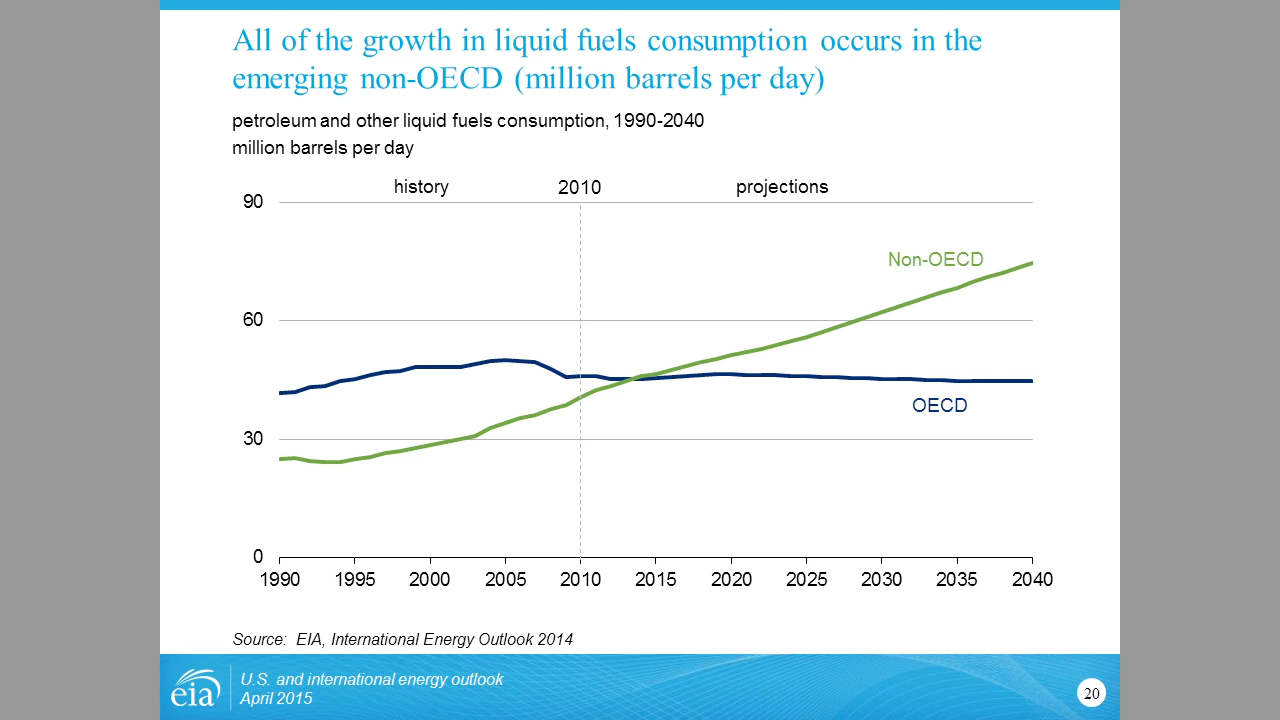 All of the growth in liquid fuels consumption occurs in the
emerging non-OECD (million barrels per day)
petroleum and other liquid fuels consumption, 1990-2040
million barrels per day
history 2010 projections
90
Non-OECD
60
OECD
30
0
1990 1995 2000 2005 2010 2015 2020 2025 2030 2035 2040
Source: EIA, International Energy Outlook 2014
eia
U.S. and international energy outlook
April 2015
20